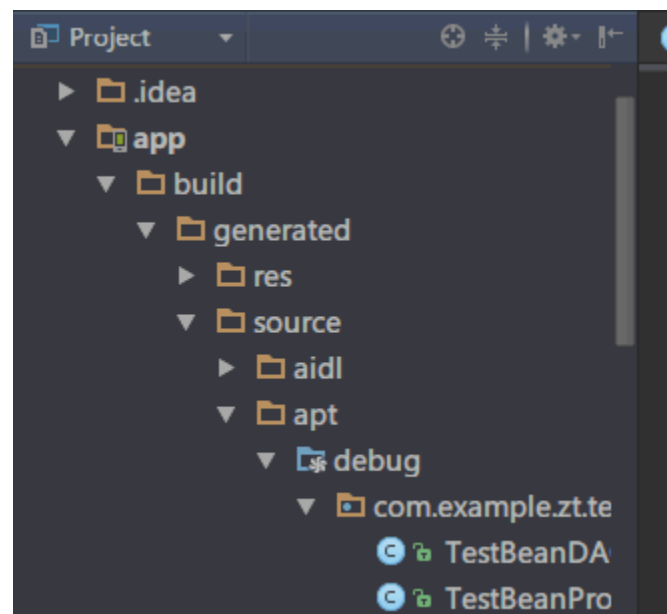 Project
.idea
app
build
generated
res
source
aidl
apt
debug
com.example.zt.te
TestBeanDA
TestBeanPro